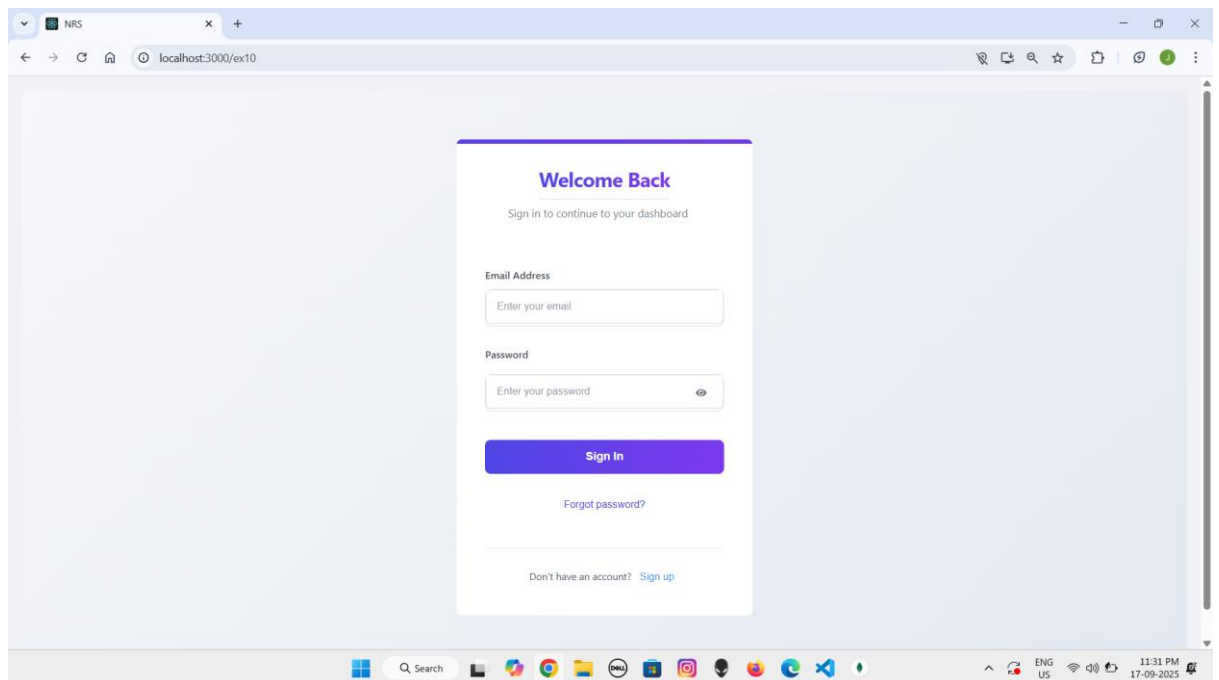 NRS
localhost:3000/ex10
J
Welcome Back
Sign in to continue to your dashboard
Email Address
Enter your email
Password
Enter your password
Sign In
Forgot password?
Don't have an account? Sign up
Search
DELL
ENG
US
11:31 PM
17-09-2025